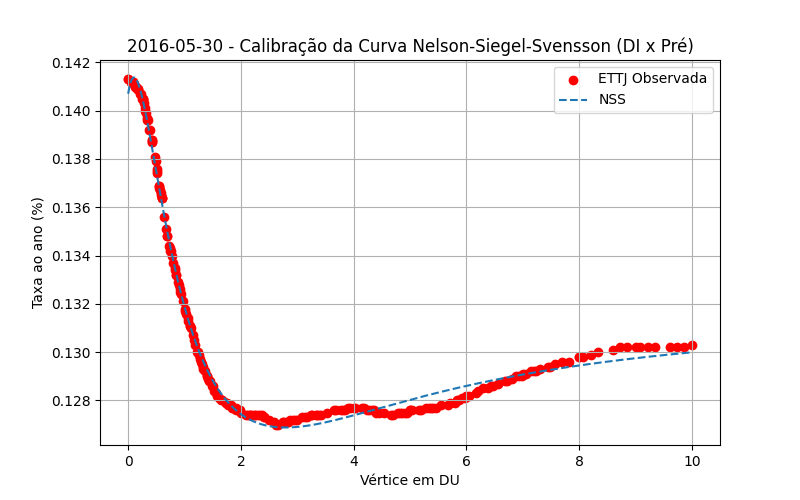 2016-05-30 - Calibração da Curva Nelson-Siegel-Svensson (DI x Pré)
ETTJ Observada
NSS
Taxa ao ano (%)
0.142
0.140
0.138
0.136
0.134
0.132
0.130
0.128
0
2
4
6
8
10
Vértice em DU